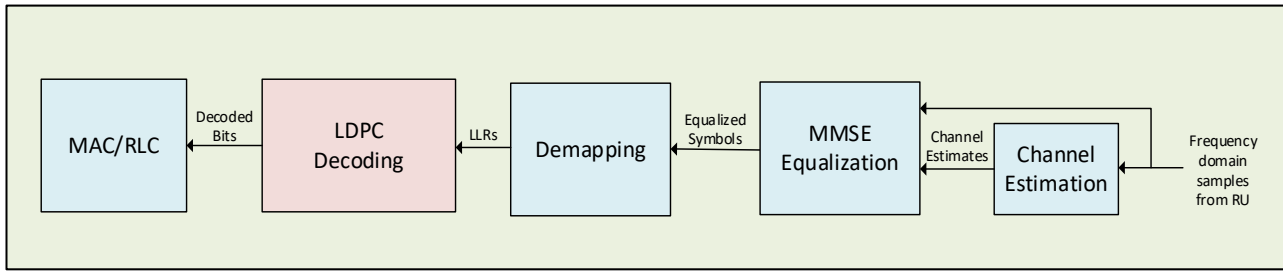 MAC/RLC
Decoded
Bits
LDPC
Decoding
LLRs
Demapping
Equalized
Symbols
MMSE
Equalization
Channel
Estimates
Channel
Estimation
Frequency
domain
samples
from RU